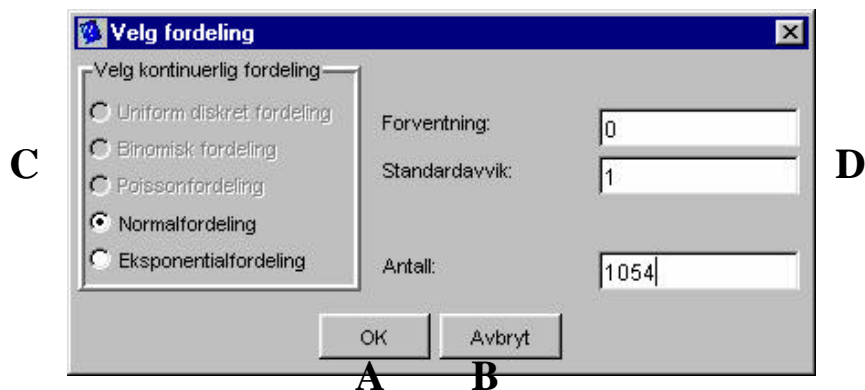 Velg fordeling
Velg kontinuerlig fordeling
Uniform diskret fordeling
Binomisk fordeling
Poissonfordeling
Normalfordeling
Eksponentialfordeling
Forventning: 0
Standardavvik: 1
Antall: 1054
C
D
OK
Avbryt
A
B